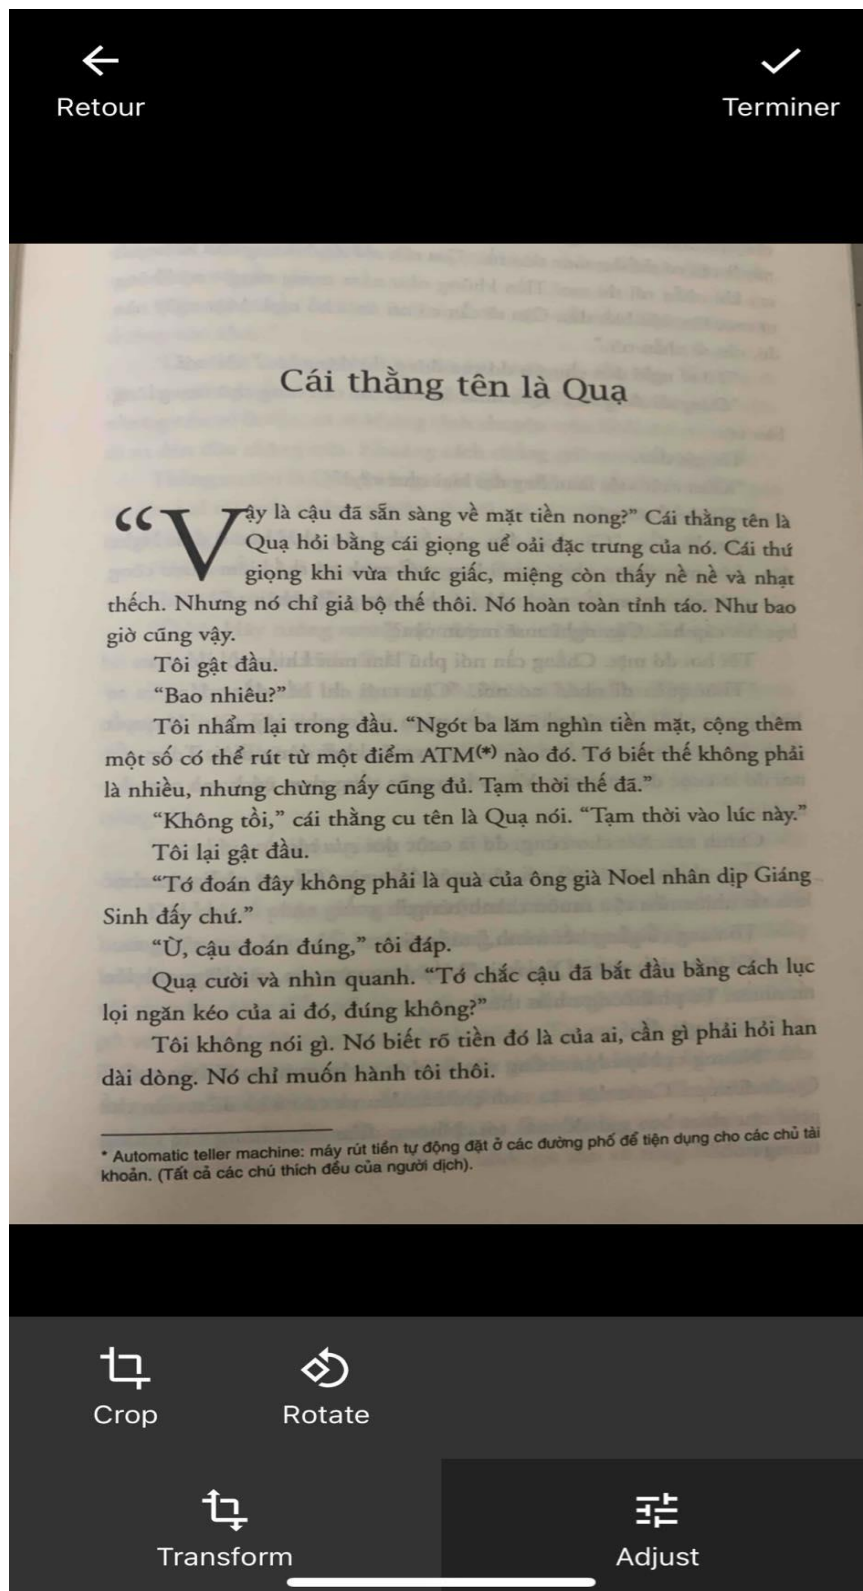 Retour
Terminer
Cái thằng tên là Quạ
“Vậy là cậu đã sẵn sàng về mặt tiền nong?” Cái thằng tên là
Quạ hỏi bằng cái giọng uể oải đặc trưng của nó. Cái thứ
giọng khi vừa thức giấc, miệng còn thấy nề nề và nhạt
thếch. Nhưng nó chỉ giả bộ thế thôi. Nó hoàn toàn tỉnh táo. Như bao
giờ cũng vậy.
Tôi gật đầu.
“Bao nhiêu?”
Tôi nhẩm lại trong đầu. “Ngót ba lăm nghìn tiền mặt, cộng thêm
một số có thể rút từ một điểm ATM(*) nào đó. Tớ biết thế không phải
là nhiều, nhưng chừng nấy cũng đủ. Tạm thời thế đã.”
“Không tồi,” cái thằng cu tên là Quạ nói. “Tạm thời vào lúc này.”
Tôi lại gật đầu.
“Tớ đoán đây không phải là quà của ông già Noel nhân dịp Giáng
Sinh đấy chứ.”
“Ừ, cậu đoán đúng,” tôi đáp.
Quạ cười và nhìn quanh. “Tớ chắc cậu đã bắt đầu bằng cách lục
lọi ngăn kéo của ai đó, đúng không?”
Tôi không nói gì. Nó biết rõ tiền đó là của ai, cần gì phải hỏi han
dài dòng. Nó chỉ muốn hành tôi thôi.
* Automatic teller machine: máy rút tiền tự động đặt ở các đường phố để tiện dụng cho các chủ tài
khoản. (Tất cả các chú thích đều của người dịch).
Crop
Rotate
Transform
Adjust